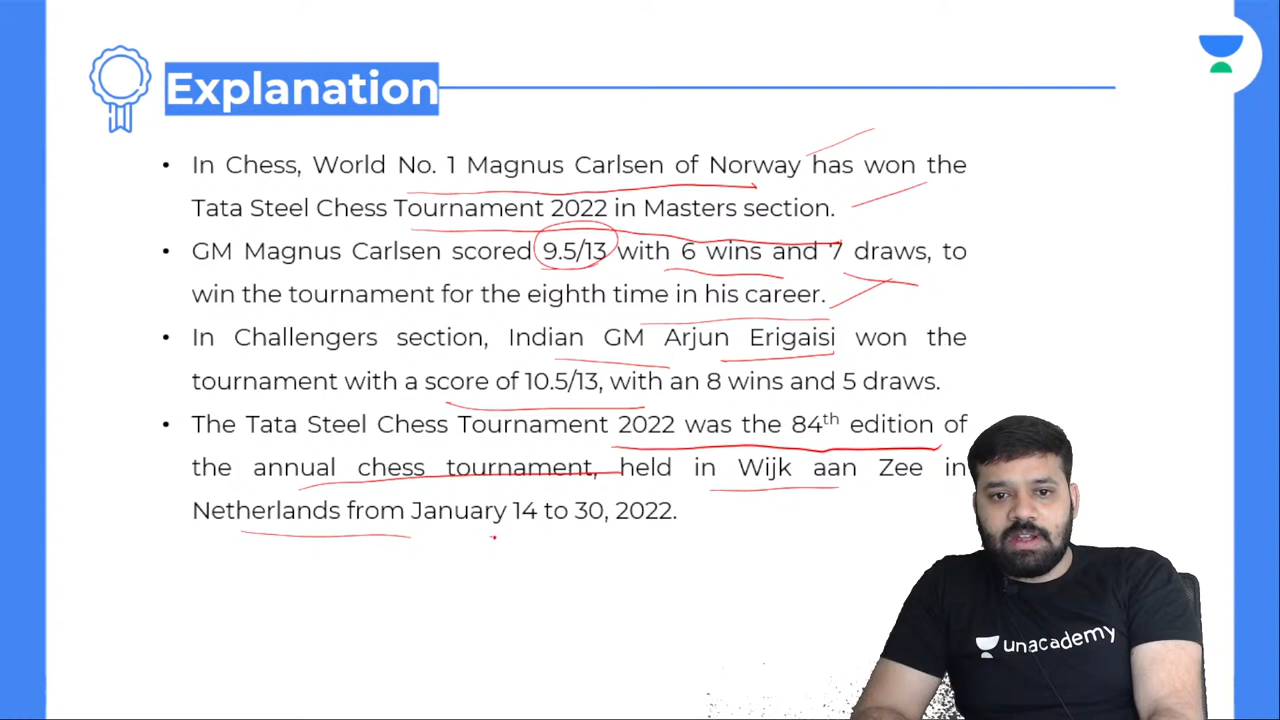 Explanation
• In Chess, World No. 1 Magnus Carlsen of Norway has won the
Tata Steel Chess Tournament 2022 in Masters section.
• GM Magnus Carlsen scored 9.5/13 with 6 wins and 7 draws, to
win the tournament for the eighth time in his career.
• In Challengers section, Indian GM Arjun Erigaisi won the
tournament with a score of 10.5/13, with an 8 wins and 5 draws.
• The Tata Steel Chess Tournament 2022 was the 84th edition of
the annual chess tournament, held in Wijk aan Zee in
Netherlands from January 14 to 30, 2022.
unacademy